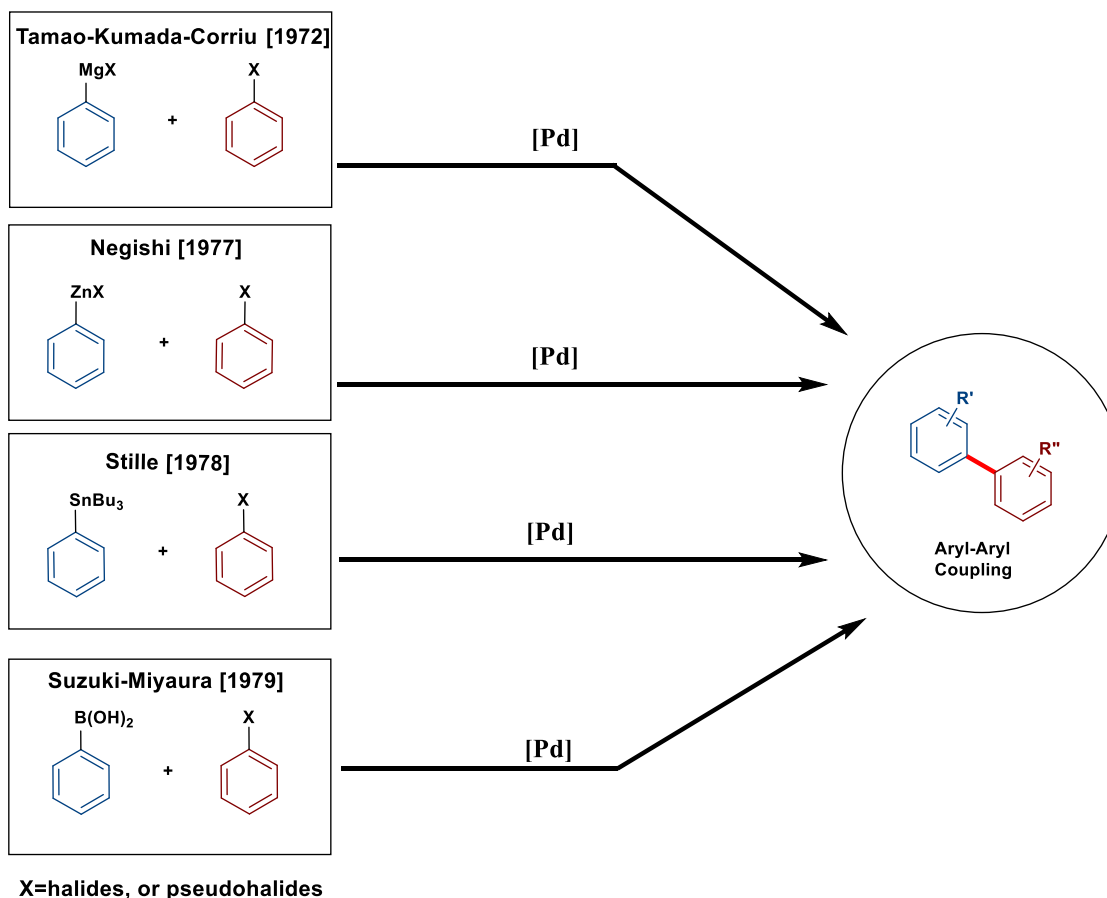 Tamao-Kumada-Corriu [1972]
MgX
X
+
[Pd]
Negishi [1977]
ZnX
X
+
[Pd]
Stille [1978]
SnBu3
X
+
[Pd]
Suzuki-Miyaura [1979]
B(OH)2
X
+
[Pd]
R'
R"
Aryl-Aryl
Coupling
X=halides, or pseudohalides